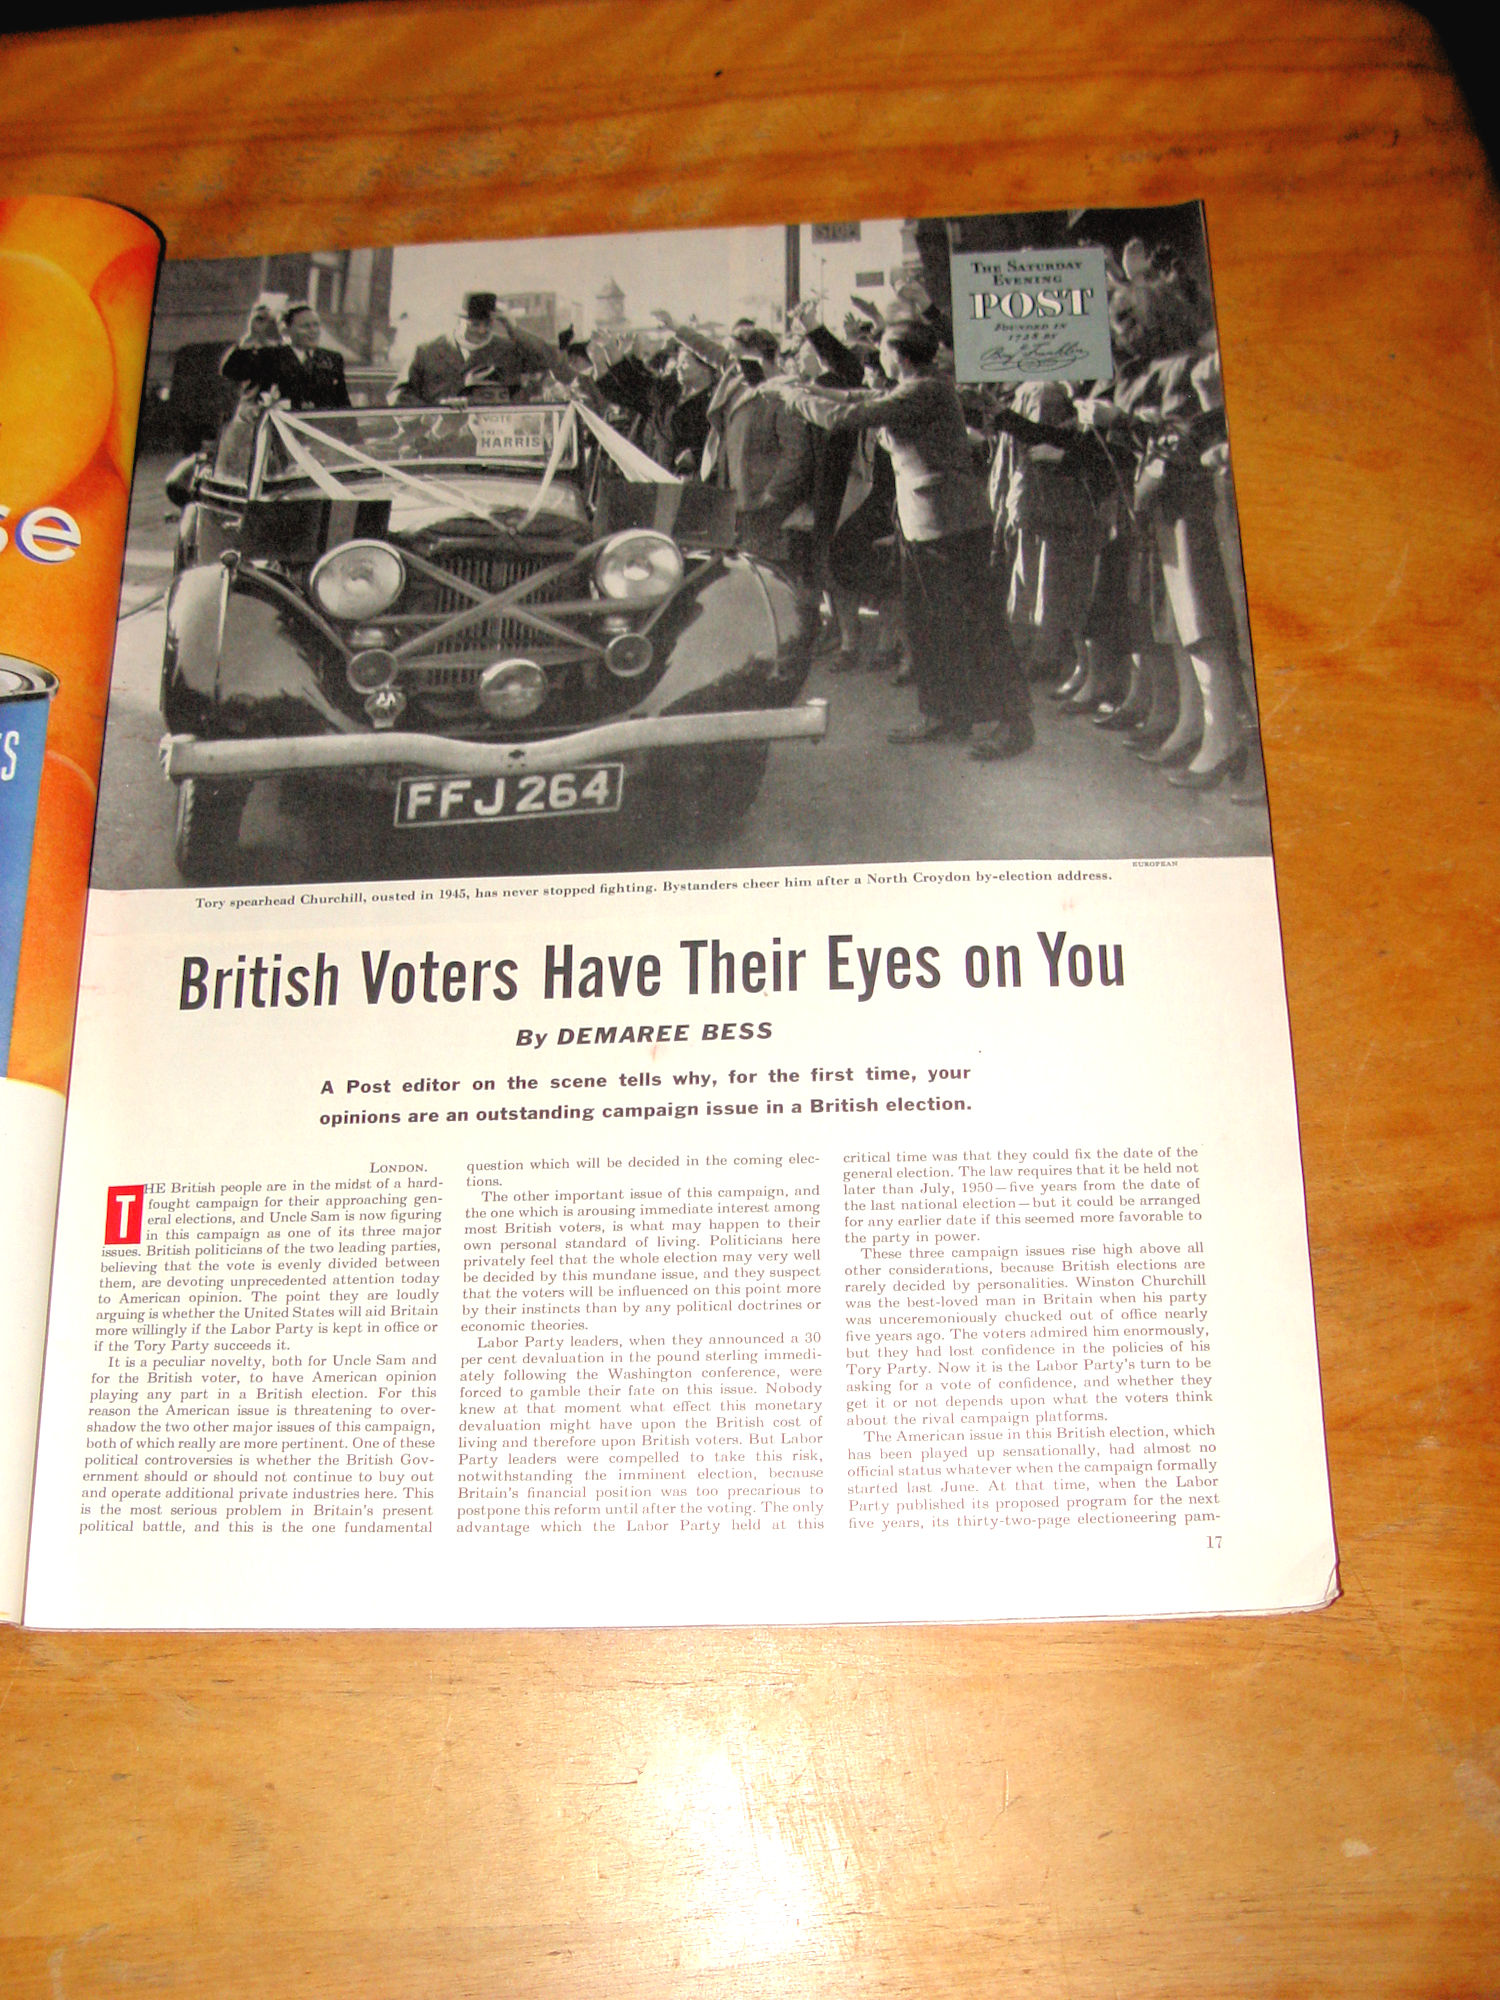 se
S
STOP
THE SATURDAY
EVENING
POST
FOUNDED IN
1728 BY
Benj. Franklin
VOTE
HARRIS
AA
FFJ 264
EUROPEAN
Tory spearhead Churchill, ousted in 1945, has never stopped fighting. Bystanders cheer him after a North Croydon by-election address.
British Voters Have Their Eyes on You
By DEMAREE BESS
A Post editor on the scene tells why, for the first time, your
opinions are an outstanding campaign issue in a British election.
LONDON.
THE British people are in the midst of a hard-
fought campaign for their approaching gen-
eral elections, and Uncle Sam is now figuring
in this campaign as one of its three major
issues. British politicians of the two leading parties,
believing that the vote is evenly divided between
them, are devoting unprecedented attention today
to American opinion. The point they are loudly
arguing is whether the United States will aid Britain
more willingly if the Labor Party is kept in office or
if the Tory Party succeeds it.
It is a peculiar novelty, both for Uncle Sam and
for the British voter, to have American opinion
playing any part in a British election. For this
reason the American issue is threatening to over-
shadow the two other major issues of this campaign,
both of which really are more pertinent. One of these
political controversies is whether the British Gov-
ernment should or should not continue to buy out
and operate additional private industries here. This
is the most serious problem in Britain's present
political battle, and this is the one fundamental
question which will be decided in the coming elec-
tions.
The other important issue of this campaign, and
the one which is arousing immediate interest among
most British voters, is what may happen to their
own personal standard of living. Politicians here
privately feel that the whole election may very well
be decided by this mundane issue, and they suspect
that the voters will be influenced on this point more
by their instincts than by any political doctrines or
economic theories.
Labor Party leaders, when they announced a 30
per cent devaluation in the pound sterling immedi-
ately following the Washington conference, were
forced to gamble their fate on this issue. Nobody
knew at that moment what effect this monetary
devaluation might have upon the British cost of
living and therefore upon British voters. But Labor
Party leaders were compelled to take this risk,
notwithstanding the imminent election, because
Britain's financial position was too precarious to
postpone this reform until after the voting. The only
advantage which the Labor Party held at this
critical time was that they could fix the date of the
general election. The law requires that it be held not
later than July, 1950—five years from the date of
the last national election—but it could be arranged
for any earlier date if this seemed more favorable to
the party in power.
These three campaign issues rise high above all
other considerations, because British elections are
rarely decided by personalities. Winston Churchill
was the best-loved man in Britain when his party
was unceremoniously chucked out of office nearly
five years ago. The voters admired him enormously,
but they had lost confidence in the policies of his
Tory Party. Now it is the Labor Party's turn to be
asking for a vote of confidence, and whether they
get it or not depends upon what the voters think
about the rival campaign platforms.
The American issue in this British election, which
has been played up sensationally, had almost no
official status whatever when the campaign formally
started last June. At that time, when the Labor
Party published its proposed program for the next
five years, its thirty-two-page electioneering pam-
17